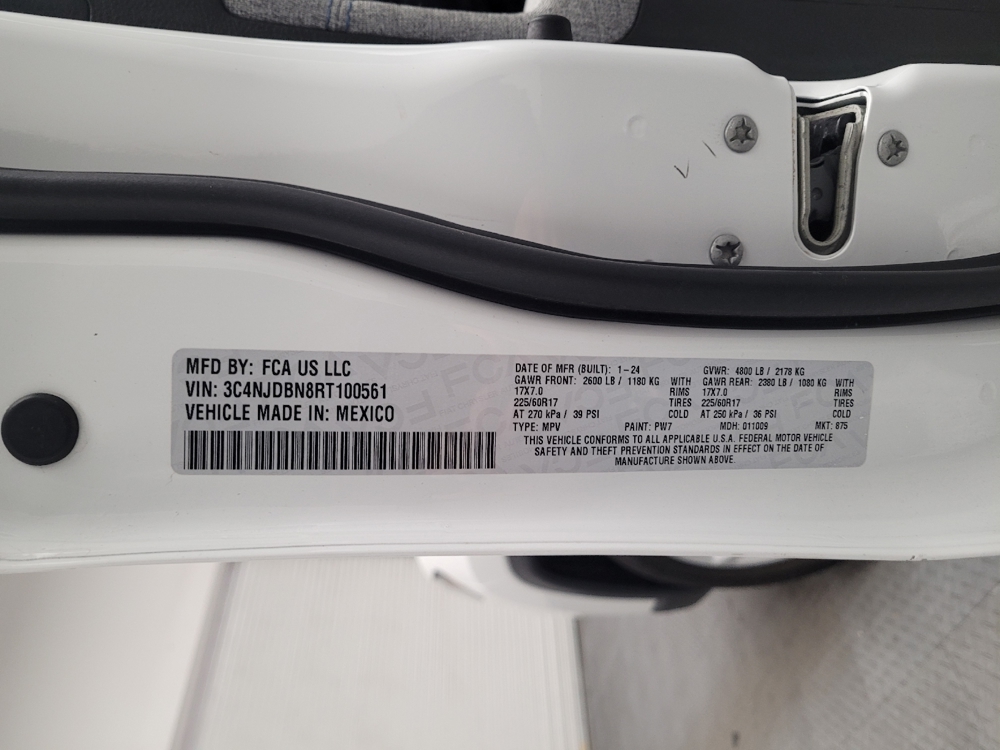 MFD BY: FCA US LLC
VIN: 3C4NJDBN8RT100561
VEHICLE MADE IN: MEXICO
DATE OF MFR (BUILT): 1-24 GVWR: 4800 LB / 2178 KG
GAWR FRONT: 2600 LB / 1180 KG WITH GAWR REAR: 2380 LB / 1080 KG WITH
17X7.0 RIMS 17X7.0 RIMS
225/60R17 TIRES 225/60R17 TIRES
AT 270 kPa / 39 PSI COLD AT 250 kPa / 36 PSI COLD
TYPE: MPV PAINT: PW7 MDH: 011009 MKT: 875
THIS VEHICLE CONFORMS TO ALL APPLICABLE U.S.A. FEDERAL MOTOR VEHICLE
SAFETY AND THEFT PREVENTION STANDARDS IN EFFECT ON THE DATE OF
MANUFACTURE SHOWN ABOVE.